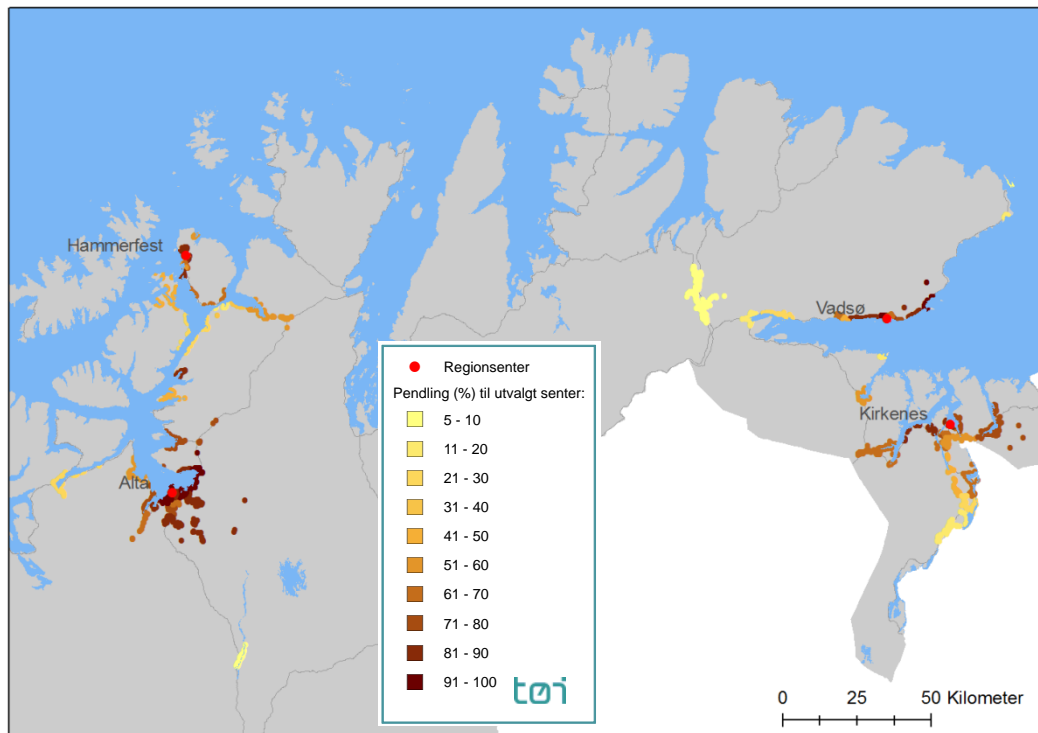 Hammerfest
Vadsø
Kirkenes
Alta
Regionsenter
Pendling (%) til utvalgt senter:
5 - 10
11 - 20
21 - 30
31 - 40
41 - 50
51 - 60
61 - 70
71 - 80
81 - 90
91 - 100
tøi
0 25 50 Kilometer